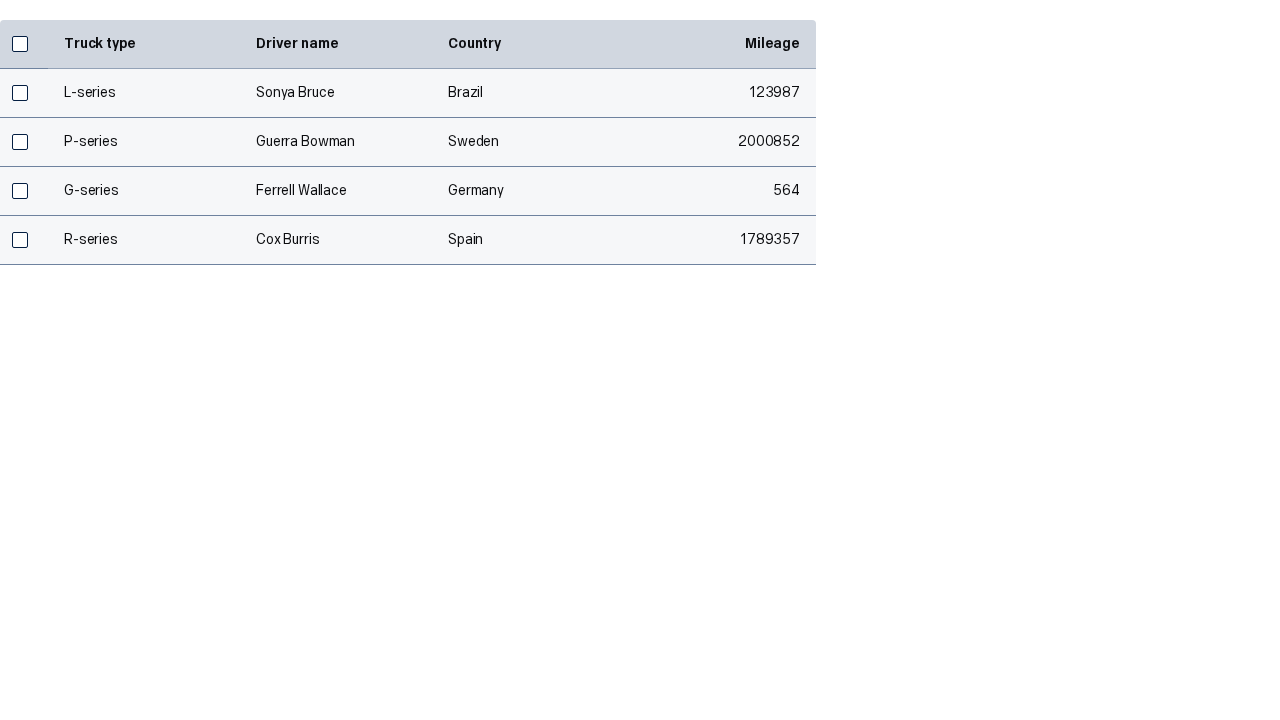 Truck type Driver name Country Mileage
L-series Sonya Bruce Brazil 123987
P-series Guerra Bowman Sweden 2000852
G-series Ferrell Wallace Germany 564
R-series Cox Burris Spain 1789357